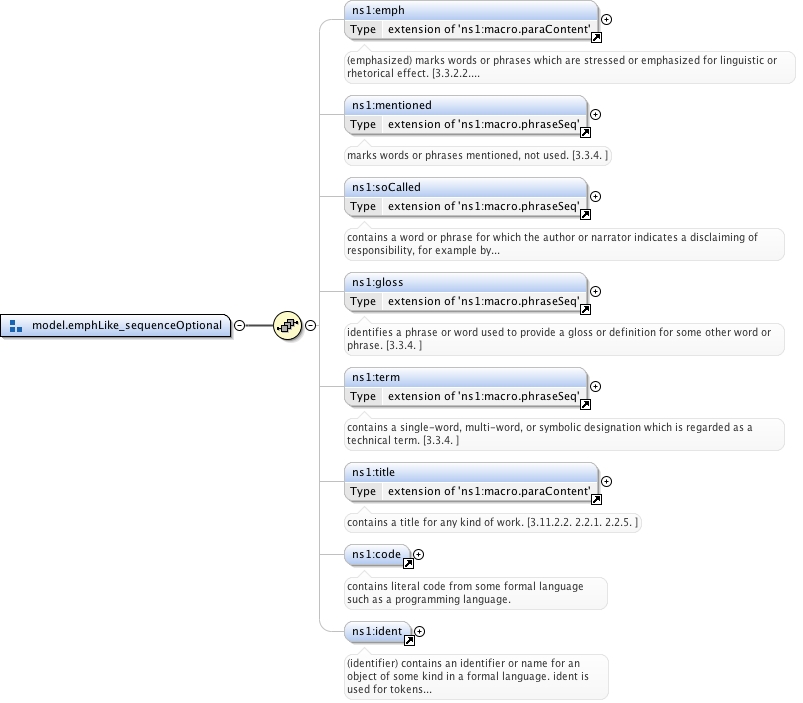 ns1:emph
Type extension of 'ns1:macro.paraContent'
(emphasized) marks words or phrases which are stressed or emphasized for linguistic or
rhetorical effect. [3.3.2.2....
ns1:mentioned
Type extension of 'ns1:macro.phraseSeq'
marks words or phrases mentioned, not used. [3.3.4. ]
ns1:soCalled
Type extension of 'ns1:macro.phraseSeq'
contains a word or phrase for which the author or narrator indicates a disclaiming of
responsibility, for example by...
ns1:gloss
Type extension of 'ns1:macro.phraseSeq'
identifies a phrase or word used to provide a gloss or definition for some other word or
phrase. [3.3.4. ]
model.emphLike_sequenceOptional
ns1:term
Type extension of 'ns1:macro.phraseSeq'
contains a single-word, multi-word, or symbolic designation which is regarded as a
technical term. [3.3.4. ]
ns1:title
Type extension of 'ns1:macro.paraContent'
contains a title for any kind of work. [3.11.2.2. 2.2.1. 2.2.5. ]
ns1:code
contains literal code from some formal language
such as a programming language.
ns1:ident
(identifier) contains an identifier or name for an
object of some kind in a formal language. ident is
used for tokens...